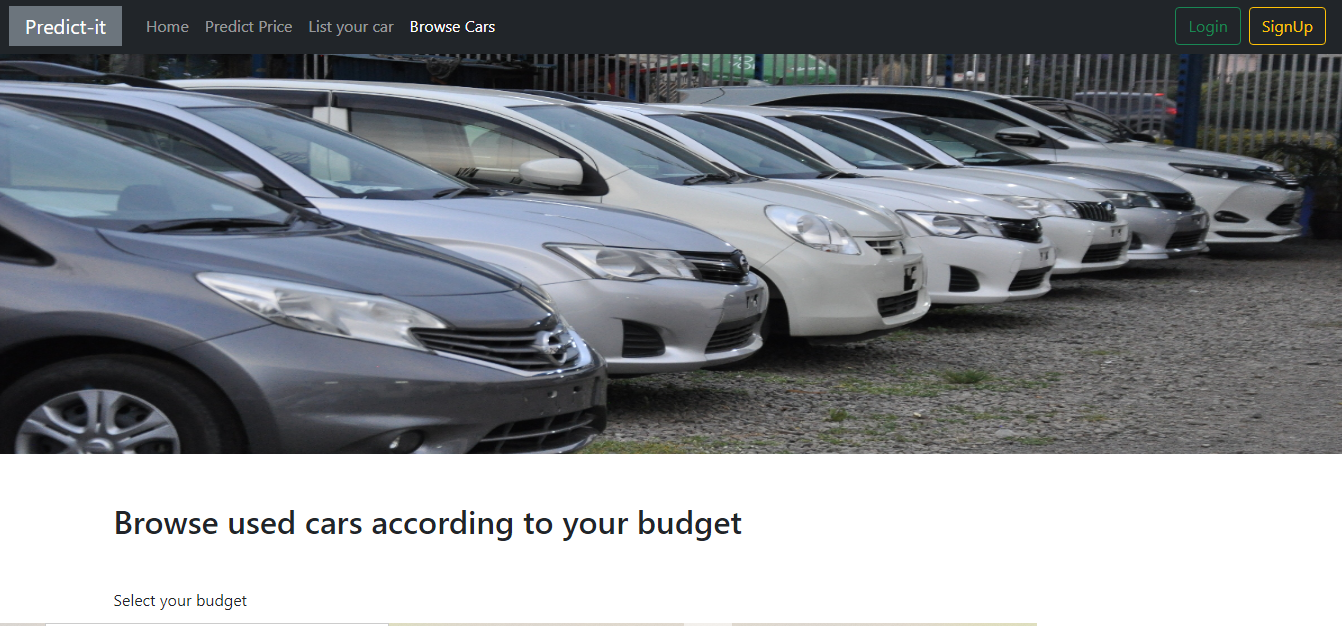 Predict-it Home Predict Price List your car Browse Cars Login SignUp
Browse used cars according to your budget
Select your budget